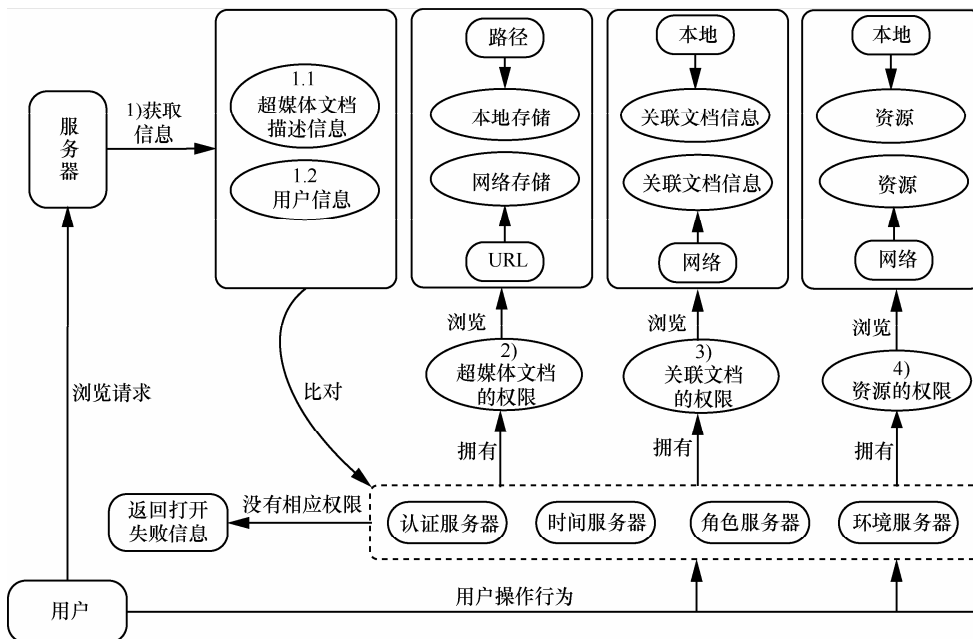 服
务
器
1)获取
信息
1.1
超媒体文档
描述信息
1.2
用户信息
路径
本地存储
网络存储
URL
本地
关联文档信息
关联文档信息
网络
本地
资源
资源
网络
浏览
浏览
浏览
2)
超媒体文档
的权限
3)
关联文档
的权限
4)
资源的权限
浏览请求
比对
拥有
拥有
拥有
返回打开
失败信息
没有相应权限
认证服务器
时间服务器
角色服务器
环境服务器
用户
用户操作行为